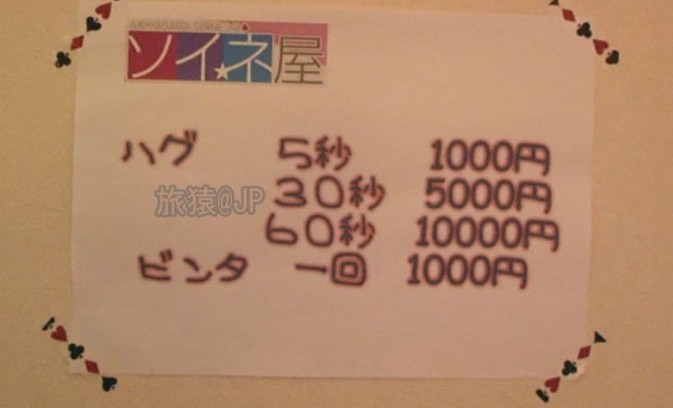 ソイ★ネ屋
ハグ 5秒 1000円
旅猿@JP 30秒 5000円
60秒 10000円
ビンタ 一回 1000円